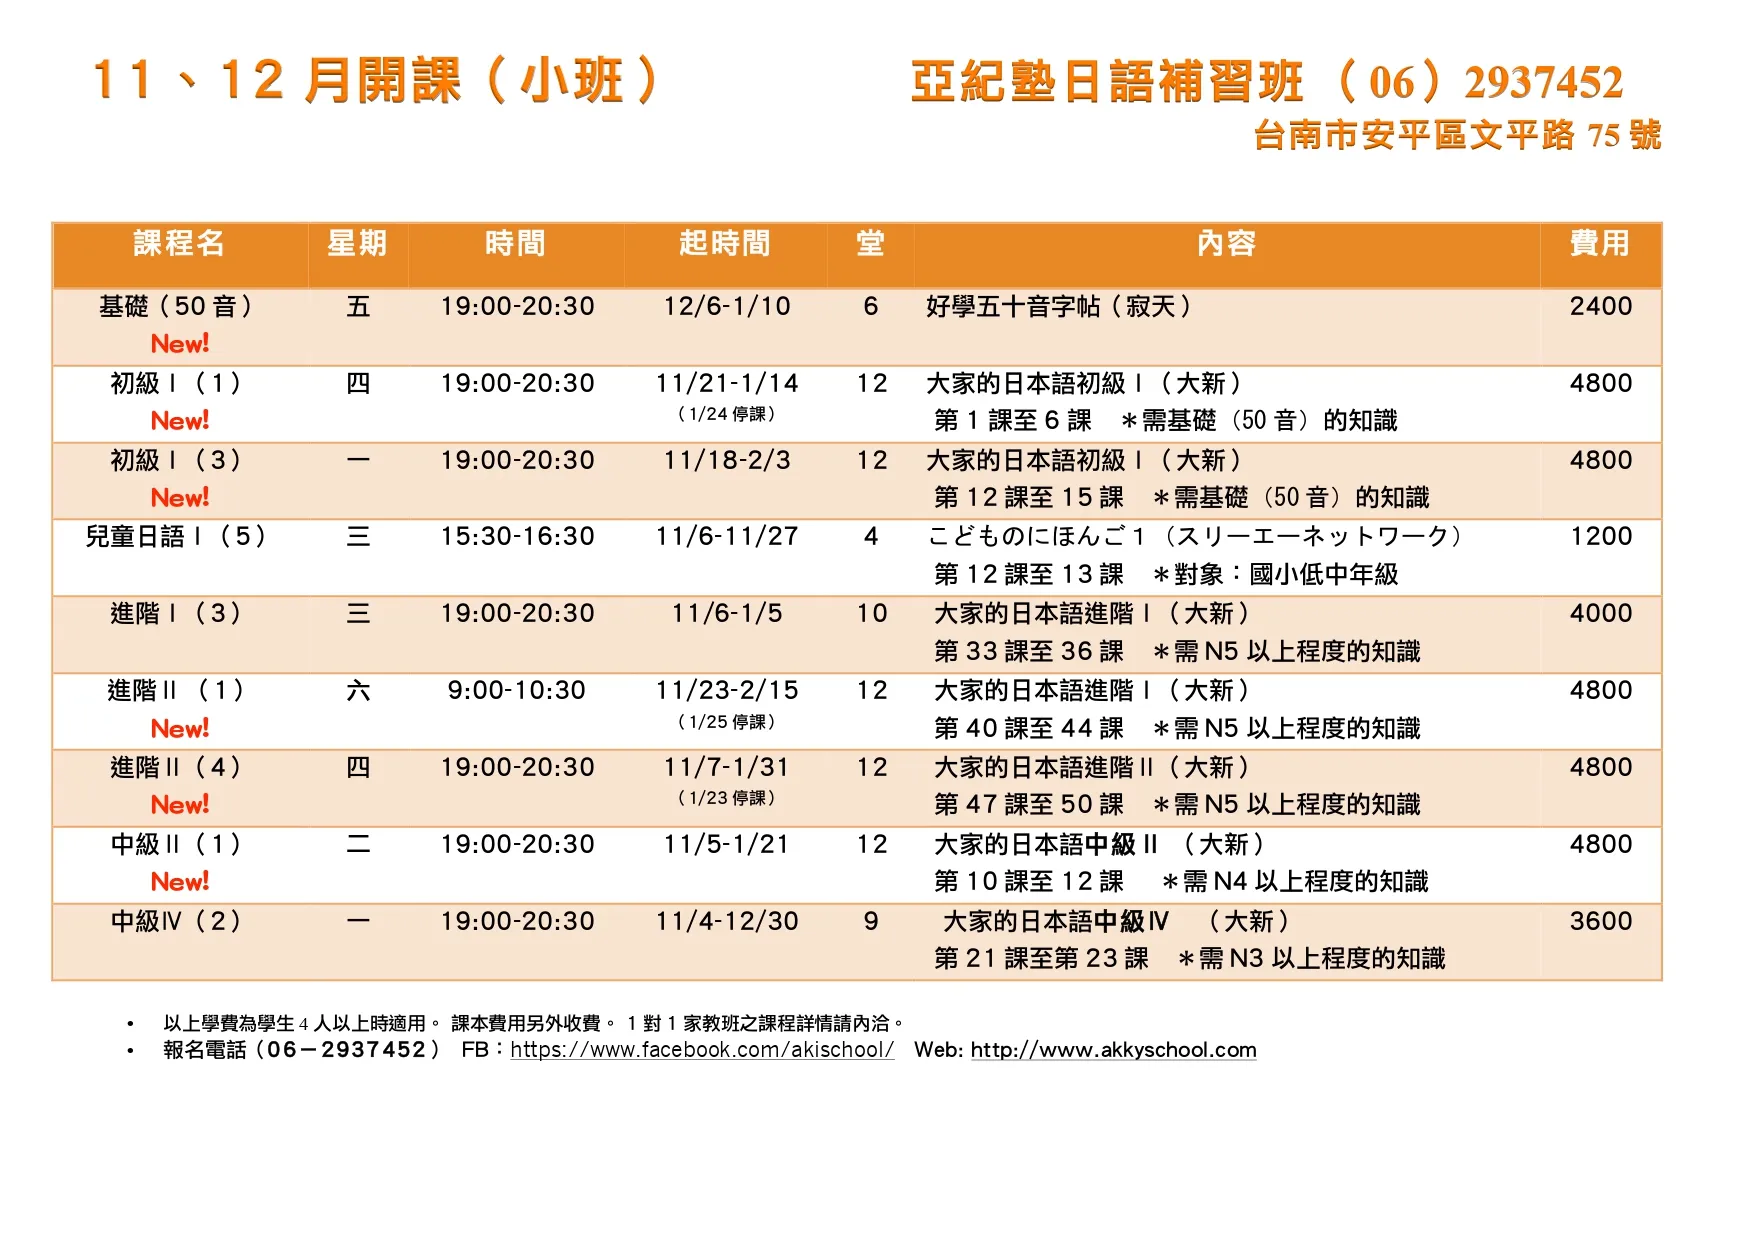 11、12 月開課（小班）
亞紀塾日語補習班（06）2937452
台南市安平區文平路 75 號
課程名 星期 時間 起時間 堂 內容 費用
基礎（50 音） 五 19:00-20:30 12/6-1/10 6 好學五十音字帖（寂天） 2400
New!
初級Ⅰ（1） 四 19:00-20:30 11/21-1/14 12 大家的日本語初級Ⅰ（大新） 4800
New! （1/24 停課） 第 1 課至 6 課 ＊需基礎（50 音）的知識
初級Ⅰ（3） 一 19:00-20:30 11/18-2/3 12 大家的日本語初級Ⅰ（大新） 4800
New! 第 12 課至 15 課 ＊需基礎（50 音）的知識
兒童日語Ⅰ（5） 三 15:30-16:30 11/6-11/27 4 こどものにほんご１（スリーエーネットワーク） 1200
第 12 課至 13 課 ＊對象：國小低中年級
進階Ⅰ（3） 三 19:00-20:30 11/6-1/5 10 大家的日本語進階Ⅰ（大新） 4000
第 33 課至 36 課 ＊需 N5 以上程度的知識
進階Ⅱ（1） 六 9:00-10:30 11/23-2/15 12 大家的日本語進階Ⅰ（大新） 4800
New! （1/25 停課） 第 40 課至 44 課 ＊需 N5 以上程度的知識
進階Ⅱ（4） 四 19:00-20:30 11/7-1/31 12 大家的日本語進階Ⅱ（大新） 4800
New! （1/23 停課） 第 47 課至 50 課 ＊需 N5 以上程度的知識
中級Ⅱ（1） 二 19:00-20:30 11/5-1/21 12 大家的日本語中級Ⅱ （大新） 4800
New! 第 10 課至 12 課 ＊需 N4 以上程度的知識
中級Ⅳ（2） 一 19:00-20:30 11/4-12/30 9 大家的日本語中級Ⅳ （大新） 3600
第 21 課至第 23 課 ＊需 N3 以上程度的知識
• 以上學費為學生 4 人以上時適用。 課本費用另外收費。 1 對 1 家教班之課程詳情請內洽。
• 報名電話（06－2937452） FB：https://www.facebook.com/akischool/ Web: http://www.akkyschool.com